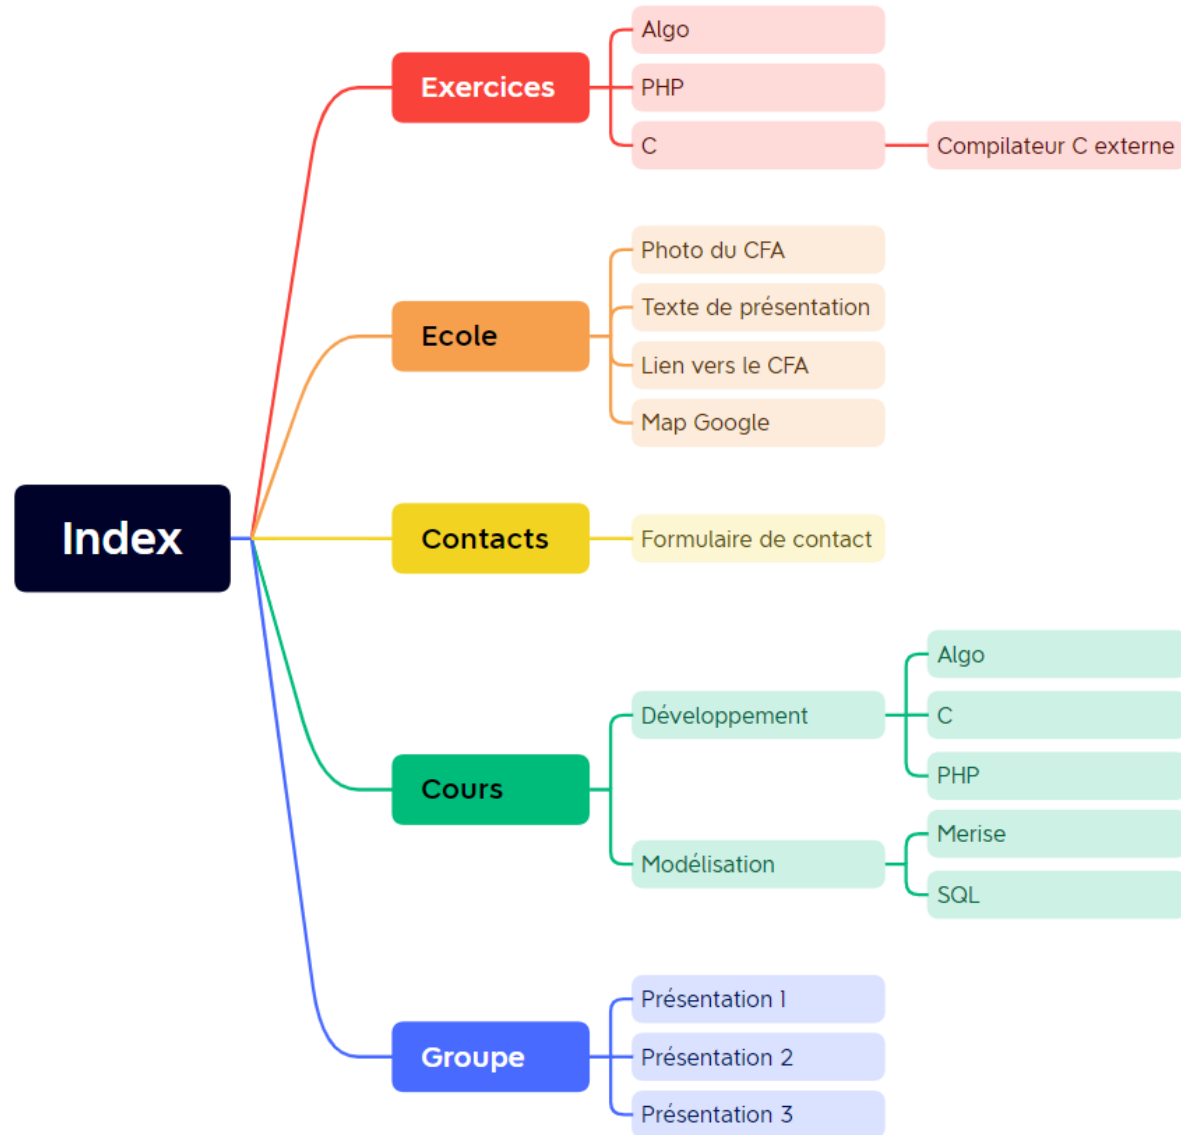 Index
Exercices
Algo
PHP
C
Compilateur C externe
Ecole
Photo du CFA
Texte de présentation
Lien vers le CFA
Map Google
Contacts
Formulaire de contact
Cours
Développement
Algo
C
PHP
Modélisation
Merise
SQL
Groupe
Présentation 1
Présentation 2
Présentation 3